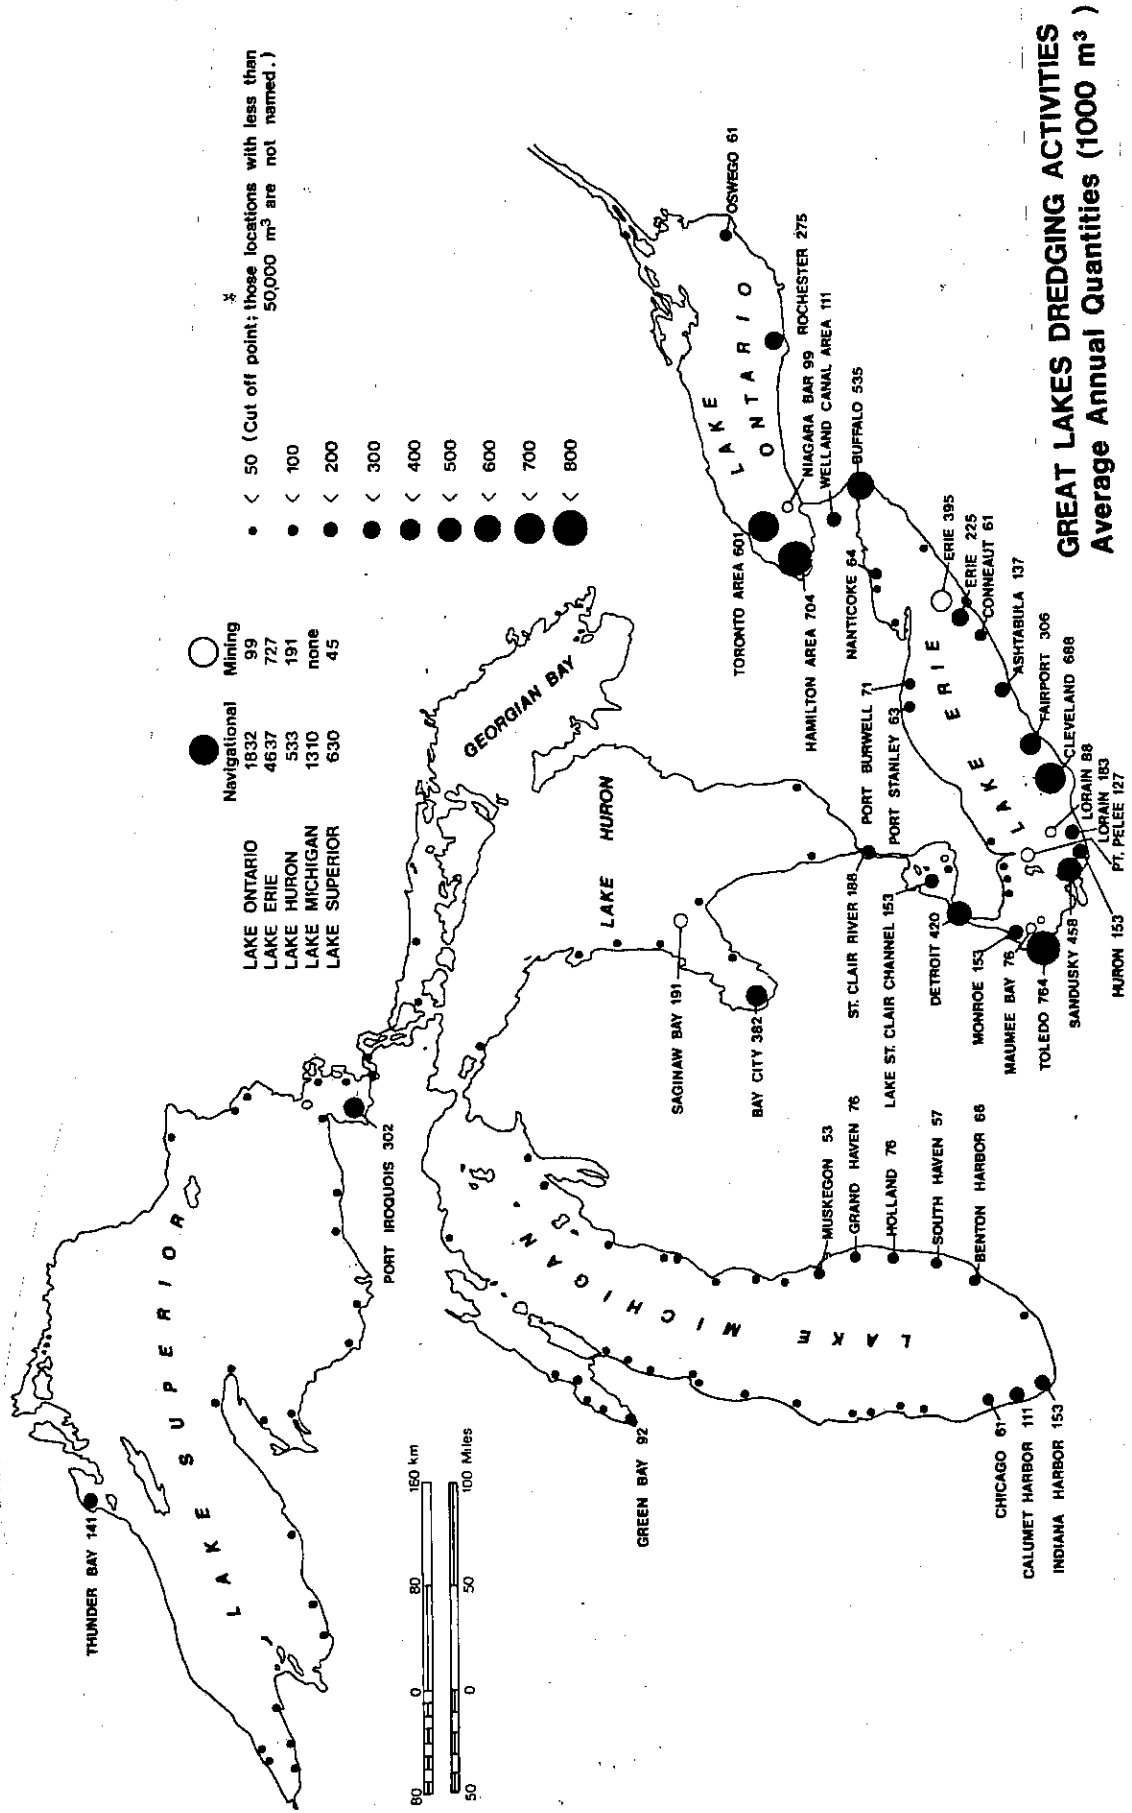 GREAT LAKES DREDGING ACTIVITIES
Average Annual Quantities (1000 m³)
Navigational Mining
LAKE ONTARIO 1832 99
LAKE ERIE 4637 727
LAKE HURON 533 191
LAKE MICHIGAN 1310 none
LAKE SUPERIOR 630 45
< 50 (Cut off point; those locations with less than
50,000 m³ are not named.)
< 100
< 200
< 300
< 400
< 500
< 600
< 700
< 800
THUNDER BAY 141
LAKE SUPERIOR
PORT IROQUOIS 302
GEORGIAN BAY
LAKE HURON
SAGINAW BAY 191
BAY CITY 382
LAKE MICHIGAN
GREEN BAY 92
MUSKEGON 53
GRAND HAVEN 76
HOLLAND 76
SOUTH HAVEN 57
BENTON HARBOR 66
CHICAGO 61
CALUMET HARBOR 111
INDIANA HARBOR 153
ST. CLAIR RIVER 188
LAKE ST. CLAIR CHANNEL 153
DETROIT 420
MONROE 153
MAUMEE BAY 76
TOLEDO 764
SANDUSKY 458
HURON 153
PT. PELEE 127
LORAIN 183
LORAIN 88
CLEVELAND 688
FAIRPORT 306
ASHTABULA 137
CONNEAUT 61
ERIE 225
ERIE 395
LAKE ERIE
PORT STANLEY 63
PORT BURWELL 71
NANTICOKE 64
BUFFALO 535
WELLAND CANAL AREA 111
NIAGARA BAR 99
ROCHESTER 275
HAMILTON AREA 704
TORONTO AREA 601
LAKE ONTARIO
OSWEGO 61
80 0 80 160 km
50 0 50 100 Miles